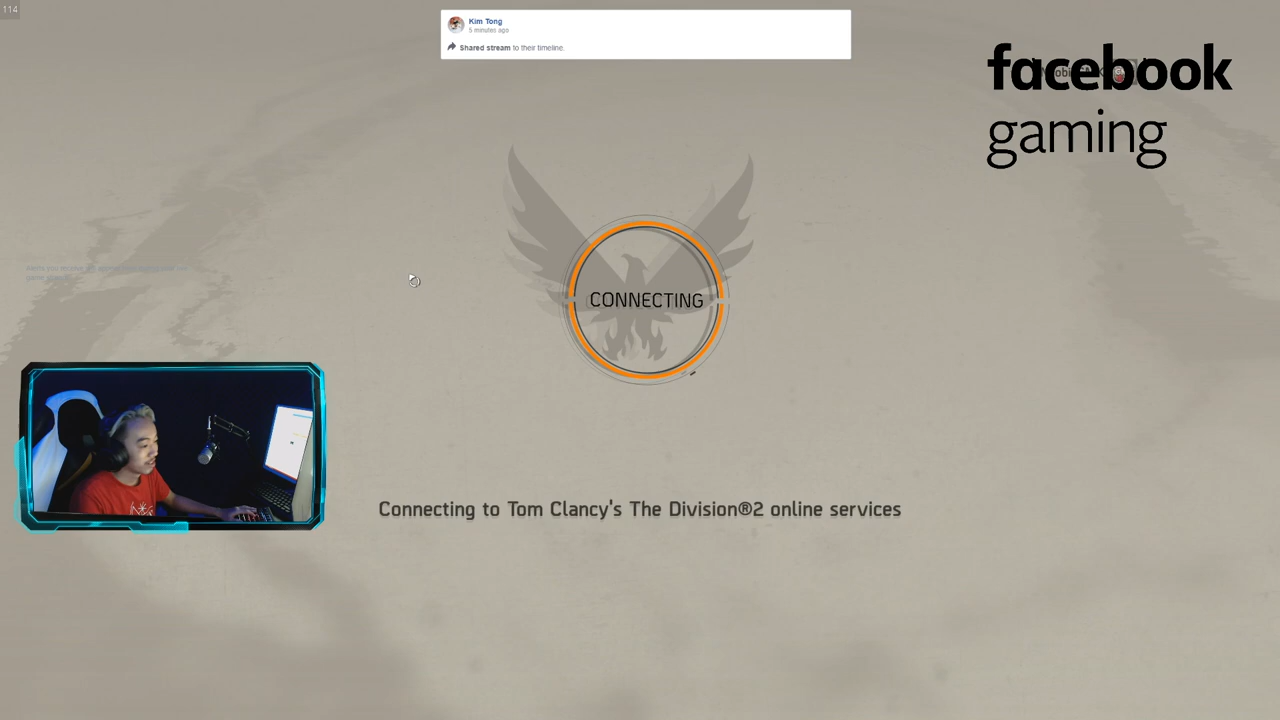 114
Kim Tong
5 minutes ago
Shared stream to their timeline.
facebook
gaming
CONNECTING
Connecting to Tom Clancy's The Division®2 online services